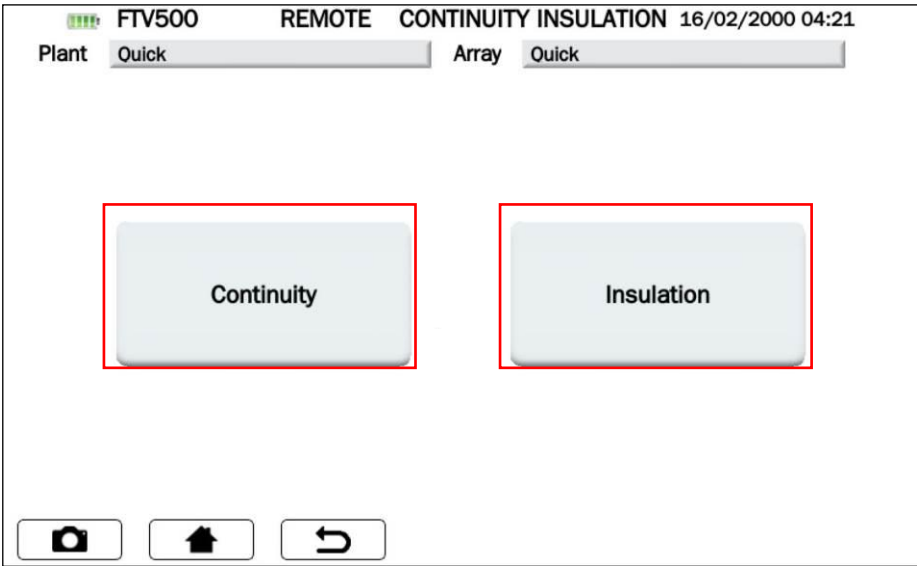 FTV500 REMOTE CONTINUITY INSULATION 16/02/2000 04:21
Plant Quick Array Quick
Continuity Insulation